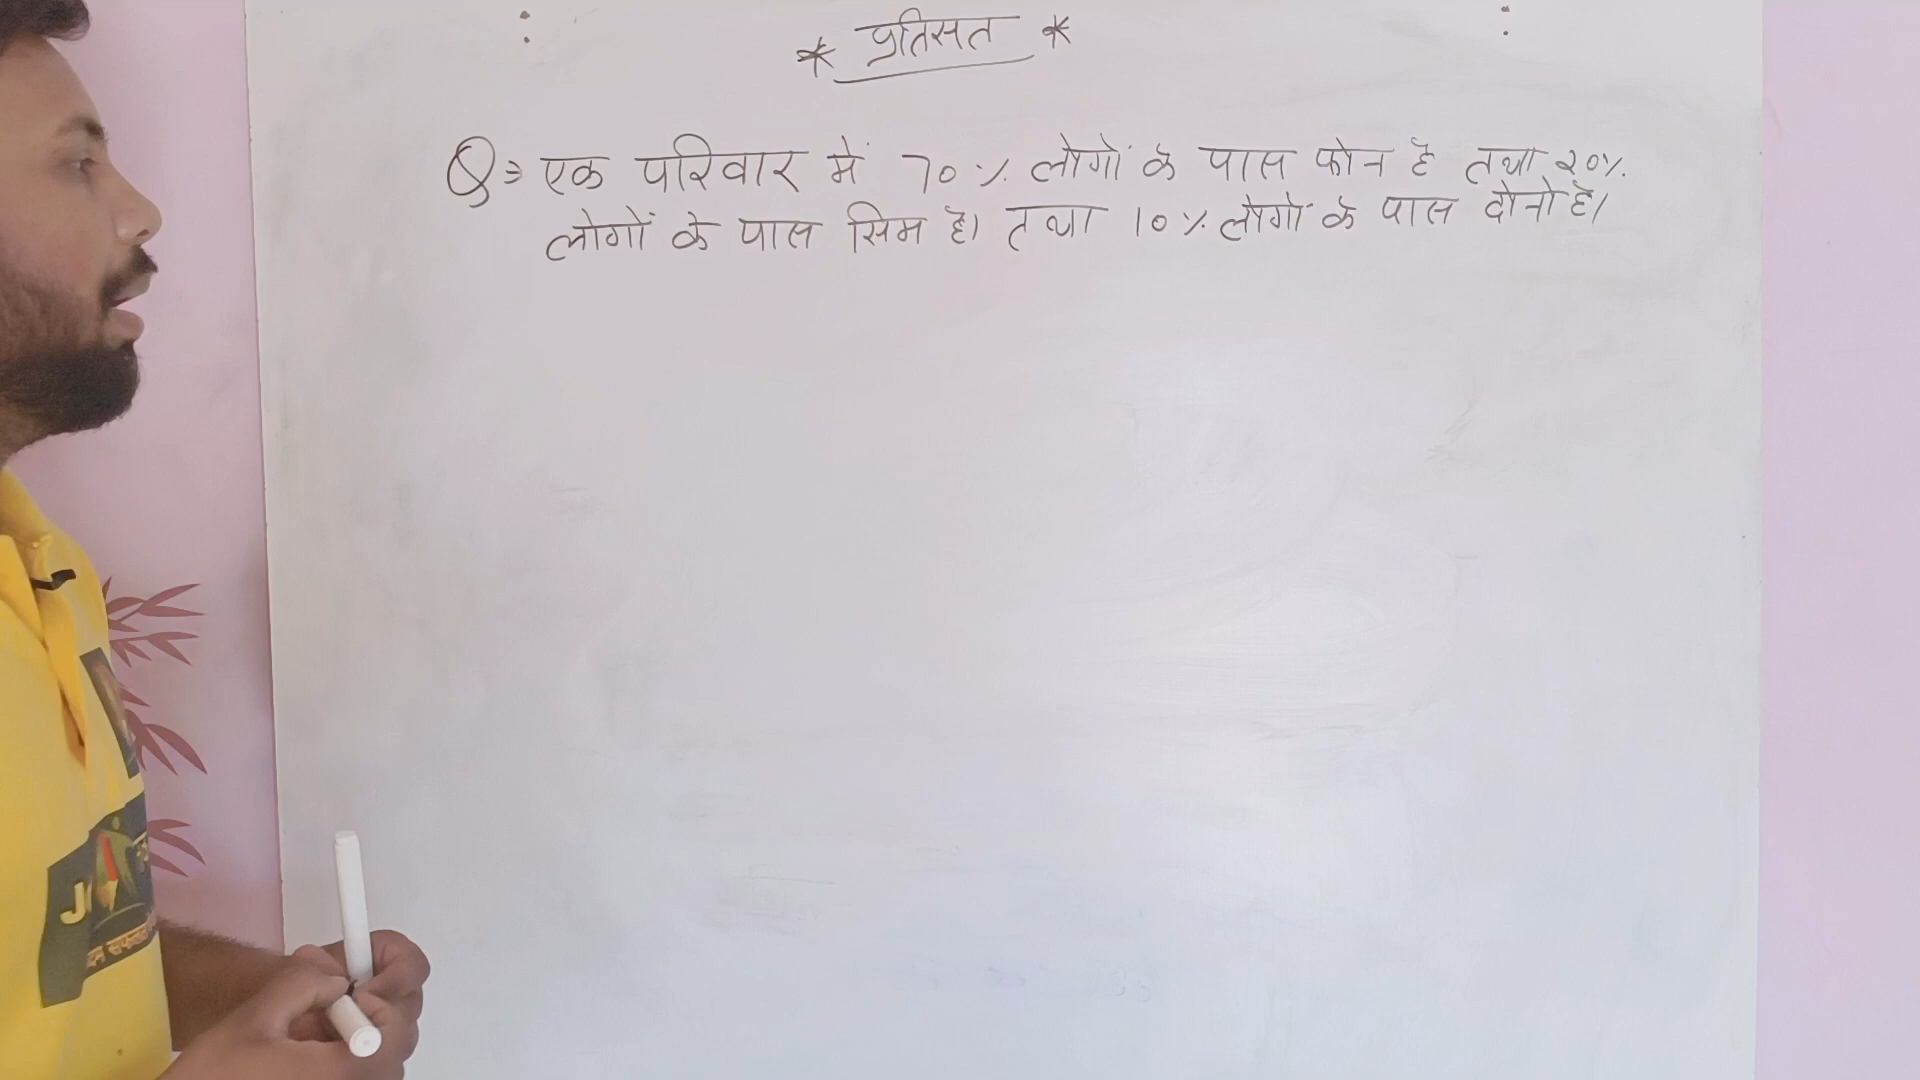 * प्रतिसत *
Q⇒ एक परिवार में 70% लोगों के पास फोन है तथा 20%
लोगों के पास सिम है। तथा 10% लोगों के पास दोनो है।